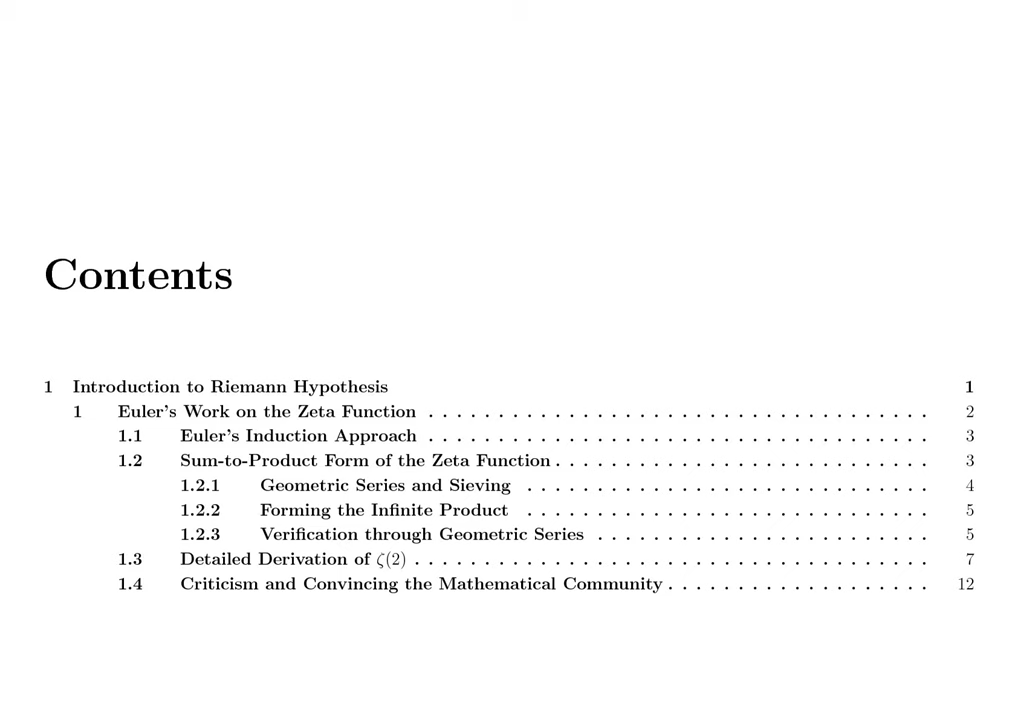 Contents
1 Introduction to Riemann Hypothesis 1
1 Euler's Work on the Zeta Function . . . . . . . . . . . . . . . . . . . . . . . . . . . . . . . . . . . . 2
1.1 Euler's Induction Approach . . . . . . . . . . . . . . . . . . . . . . . . . . . . . . . . . . . . 3
1.2 Sum-to-Product Form of the Zeta Function . . . . . . . . . . . . . . . . . . . . . . . . . . . 3
1.2.1 Geometric Series and Sieving . . . . . . . . . . . . . . . . . . . . . . . . . . . . . 4
1.2.2 Forming the Infinite Product . . . . . . . . . . . . . . . . . . . . . . . . . . . . . 5
1.2.3 Verification through Geometric Series . . . . . . . . . . . . . . . . . . . . . . . . 5
1.3 Detailed Derivation of ζ(2) . . . . . . . . . . . . . . . . . . . . . . . . . . . . . . . . . . . . . 7
1.4 Criticism and Convincing the Mathematical Community . . . . . . . . . . . . . . . . . . . 12